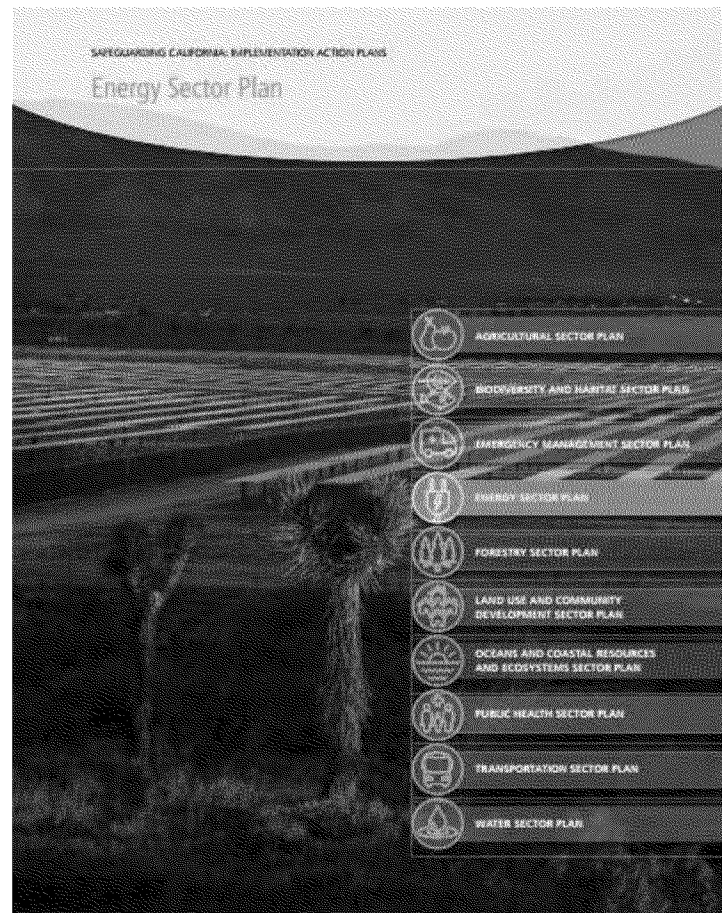 SAFEGUARDING CALIFORNIA: IMPLEMENTATION ACTION PLANS
Energy Sector Plan
AGRICULTURAL SECTOR PLAN
BIODIVERSITY AND HABITAT SECTOR PLAN
EMERGENCY MANAGEMENT SECTOR PLAN
ENERGY SECTOR PLAN
FORESTRY SECTOR PLAN
LAND USE AND COMMUNITY
DEVELOPMENT SECTOR PLAN
OCEANS AND COASTAL RESOURCES
AND ECOSYSTEMS SECTOR PLAN
PUBLIC HEALTH SECTOR PLAN
TRANSPORTATION SECTOR PLAN
WATER SECTOR PLAN